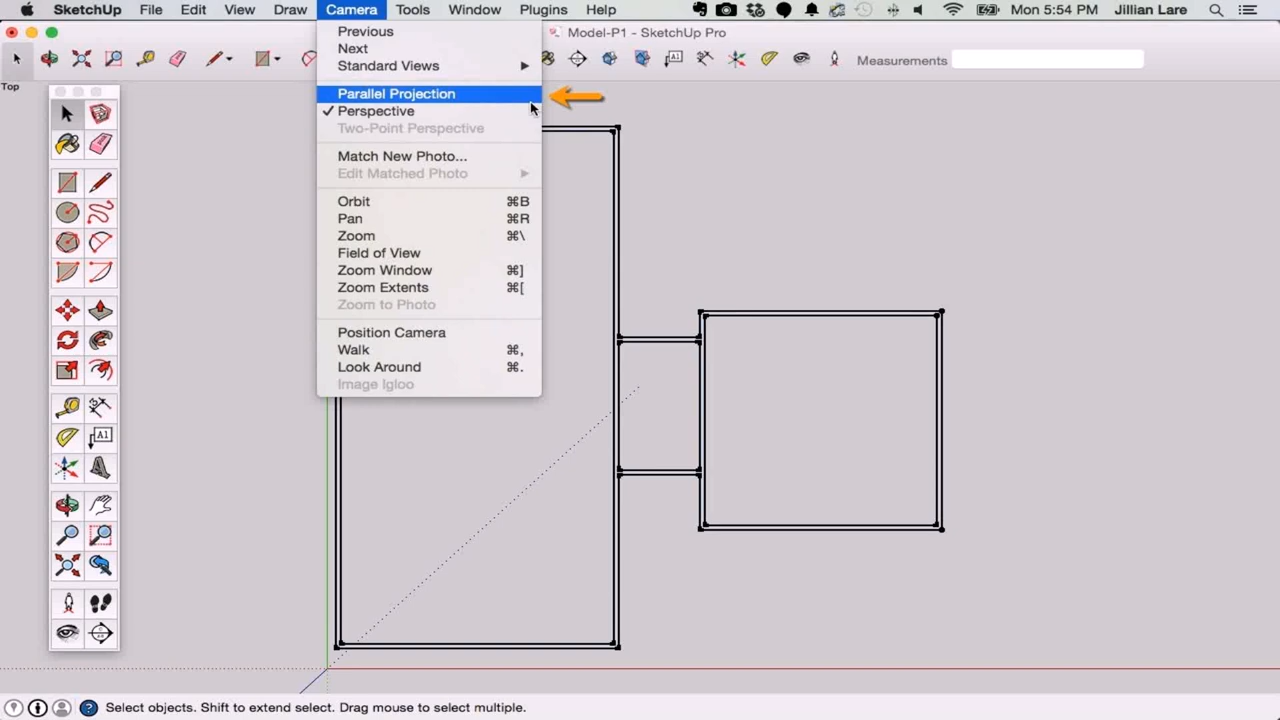 SketchUp File Edit View Draw Camera Tools Window Plugins Help Mon 5:54 PM Jillian Lare
Model-P1 - SketchUp Pro
Measurements
Top
Previous
Next
Standard Views
Parallel Projection
Perspective
Two-Point Perspective
Match New Photo...
Edit Matched Photo
Orbit ⌘B
Pan ⌘R
Zoom ⌘\
Field of View
Zoom Window ⌘]
Zoom Extents ⌘[
Zoom to Photo
Position Camera
Walk ⌘,
Look Around ⌘.
Image Igloo
A1
Select objects. Shift to extend select. Drag mouse to select multiple.